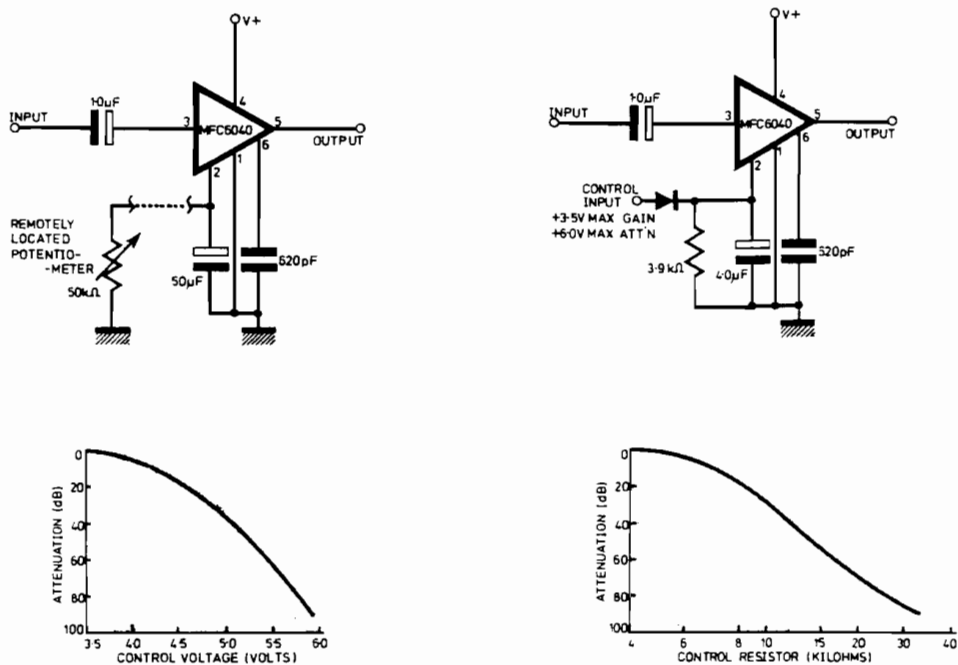 V+
1·0µF
INPUT
3
MFC6040
4
5
6
OUTPUT
2
1
REMOTELY
LOCATED
POTENTIO-
-METER
50kΩ
50µF
620pF
V+
1·0µF
INPUT
3
MFC6040
4
5
6
OUTPUT
2
1
CONTROL
INPUT
+3·5V MAX GAIN
+6·0V MAX ATT'N
3·9kΩ
4·0µF
620pF
ATTENUATION (dB)
0
20
40
60
80
100
3·5
4·0
4·5
5·0
5·5
6·0
CONTROL VOLTAGE (VOLTS)
ATTENUATION (dB)
0
20
40
60
80
100
4
6
8
10
15
20
30
40
CONTROL RESISTOR (KILOHMS)